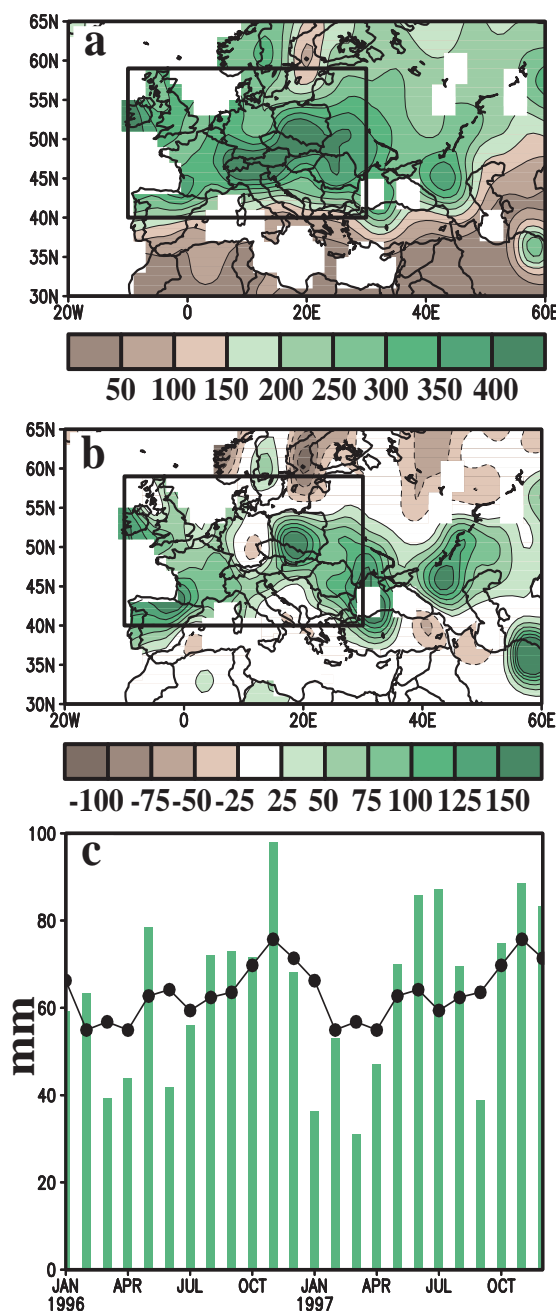 a
65N
60N
55N
50N
45N
40N
35N
30N
20W 0 20E 40E 60E
50 100 150 200 250 300 350 400
b
65N
60N
55N
50N
45N
40N
35N
30N
20W 0 20E 40E 60E
-100 -75 -50 -25 25 50 75 100 125 150
c
100
80
60
40
20
0
mm
JAN APR JUL OCT JAN APR JUL OCT
1996 1997